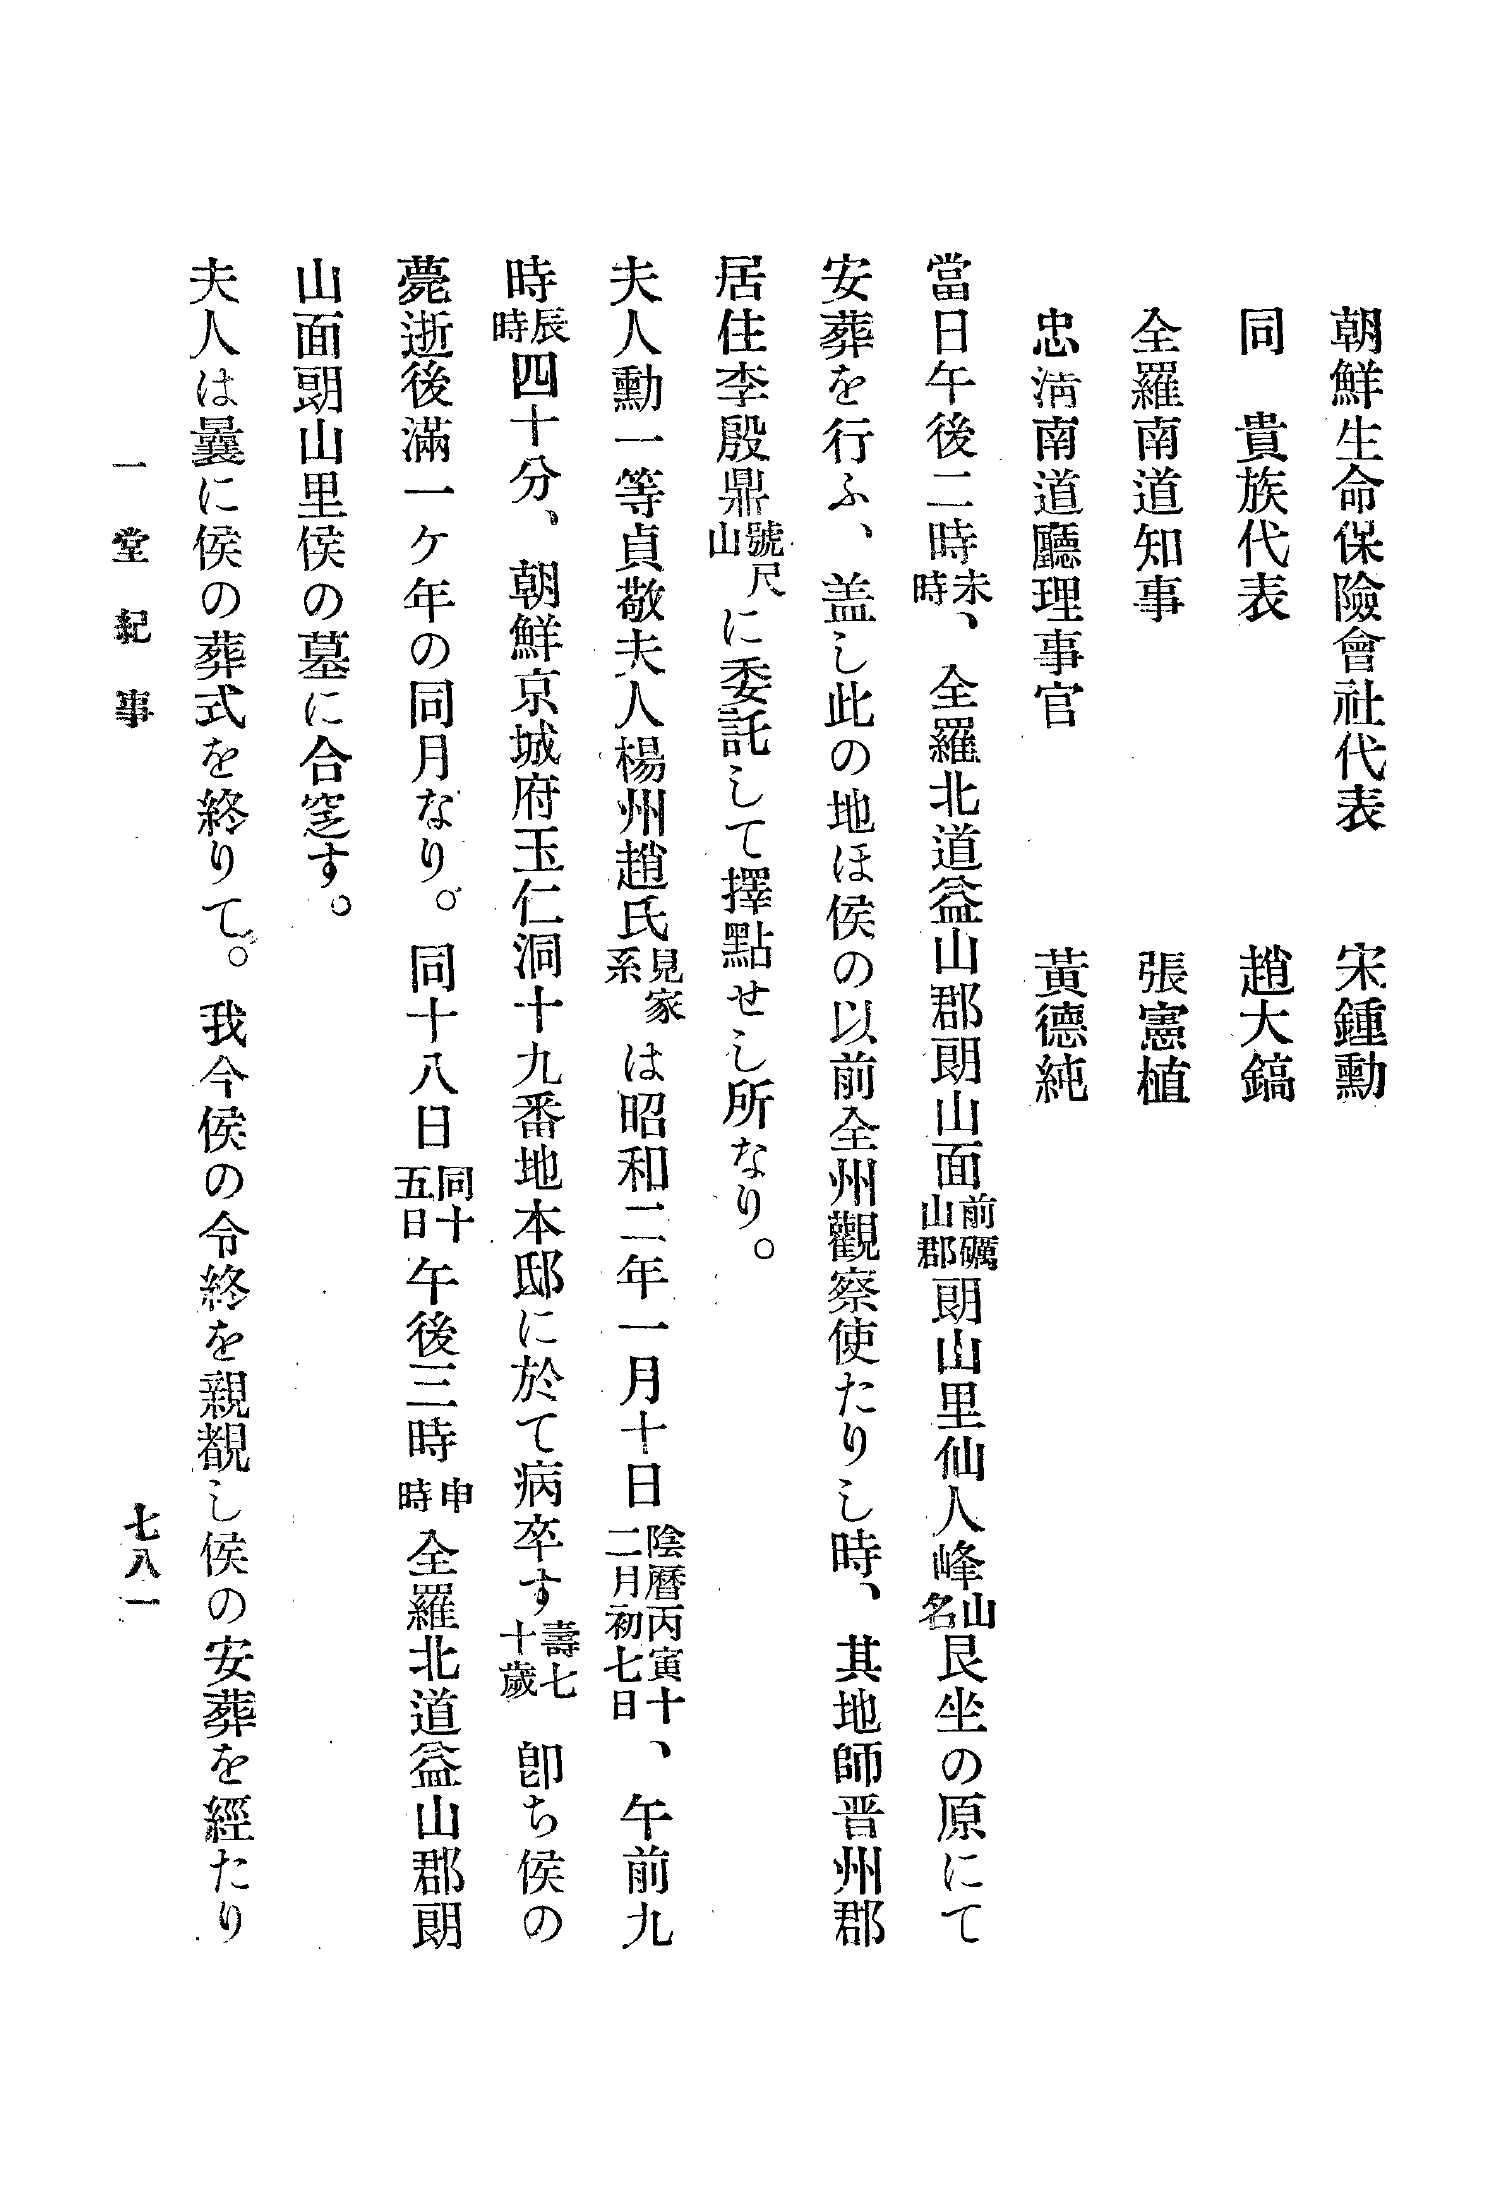 朝鮮生命保險會社代表　宋鍾勳
同　貴族代表　趙大鎬
全羅南道知事　張憲植
忠淸南道廳理事官　黃德純
當日午後二時未時、全羅北道益山郡朗山面前礪山郡朗山里仙人峰山名艮坐の原にて
安葬を行ふ、盖し此の地ほ侯の以前全州觀察使たりし時、其地師晋州郡
居住李殷鼎號尺山に委託して擇點せし所なり。
夫人勳一等貞敬夫人楊州趙氏見家系は昭和二年一月十日陰曆丙寅十二月初七日、午前九
時辰時四十分、朝鮮京城府玉仁洞十九番地本邸に於て病卒す壽七十歲　卽ち侯の
薨逝後滿一ケ年の同月なり。同十八日同十五日午後三時申時全羅北道益山郡朗
山面朗山里侯の墓に合窆す。
夫人は曩に侯の葬式を終りて。我今侯の令終を親覩し侯の安葬を經たり
一堂紀事　七八一